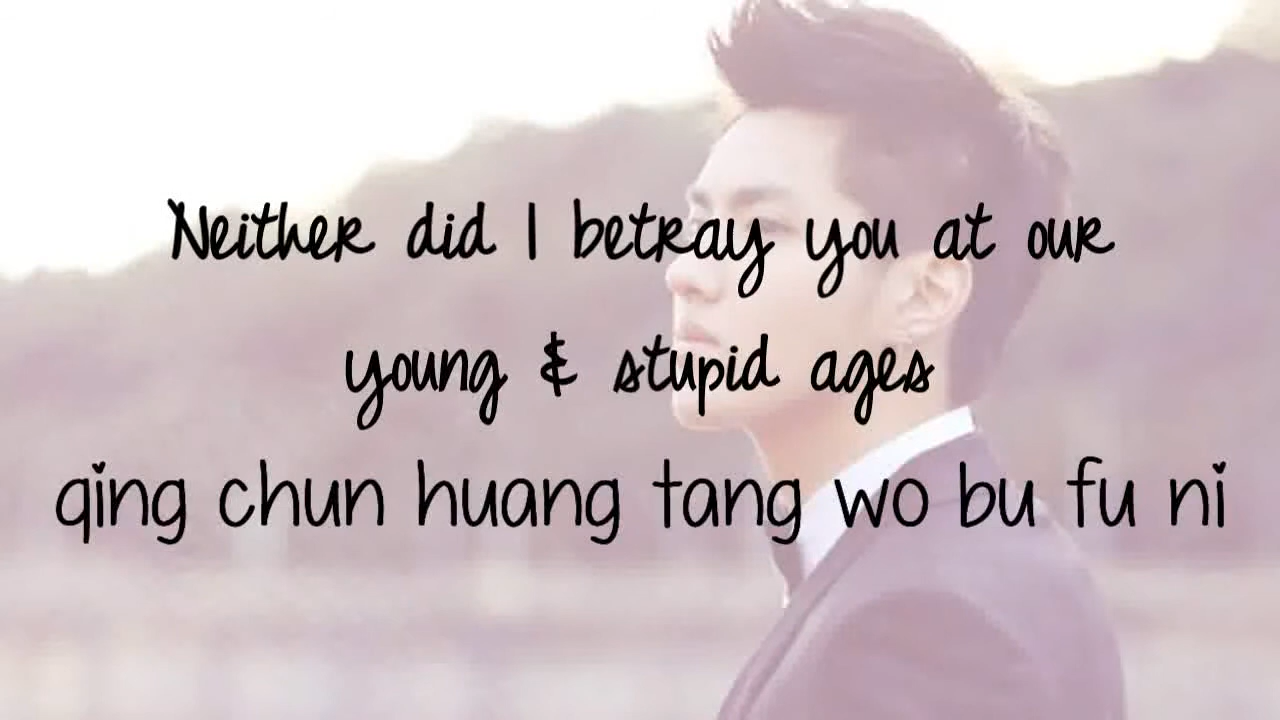 Neither did I betray you at our
young & stupid ages
qing chun huang tang wo bu fu ni